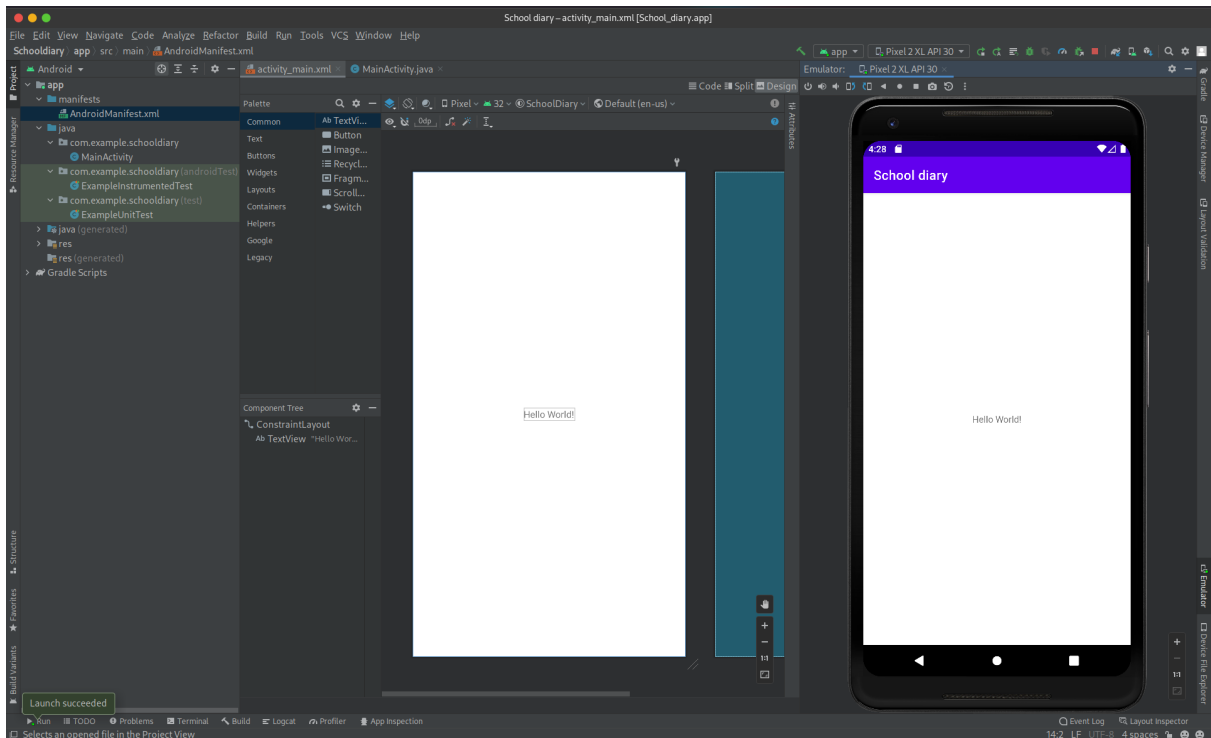 School diary – activity_main.xml [School_diary.app]
File Edit View Navigate Code Analyze Refactor Build Run Tools VCS Window Help
Schooldiary app src main AndroidManifest.xml
app Pixel 2 XL API 30
Android
activity_main.xml MainActivity.java
Emulator: Pixel 2 XL API 30
app
manifests
AndroidManifest.xml
java
com.example.schooldiary
MainActivity
com.example.schooldiary (androidTest)
ExampleInstrumentedTest
com.example.schooldiary (test)
ExampleUnitTest
java (generated)
res
res (generated)
Gradle Scripts
Code Split Design
Palette
Common
Text
Buttons
Widgets
Layouts
Containers
Helpers
Google
Legacy
Ab TextVi...
Button
Image...
Recycl...
Fragm...
Scroll...
Switch
Pixel 32 SchoolDiary Default (en-us)
0dp
Hello World!
Component Tree
ConstraintLayout
Ab TextView "Hello Wor...
1:1
4:28
School diary
Hello World!
1:1
Project
Resource Manager
Structure
Favorites
Build Variants
Attributes
Gradle
Device Manager
Layout Validation
Emulator
Device File Explorer
Launch succeeded
Run TODO Problems Terminal Build Logcat Profiler App Inspection
Event Log Layout Inspector
Selects an opened file in the Project View
14:2 LF UTF-8 4 spaces